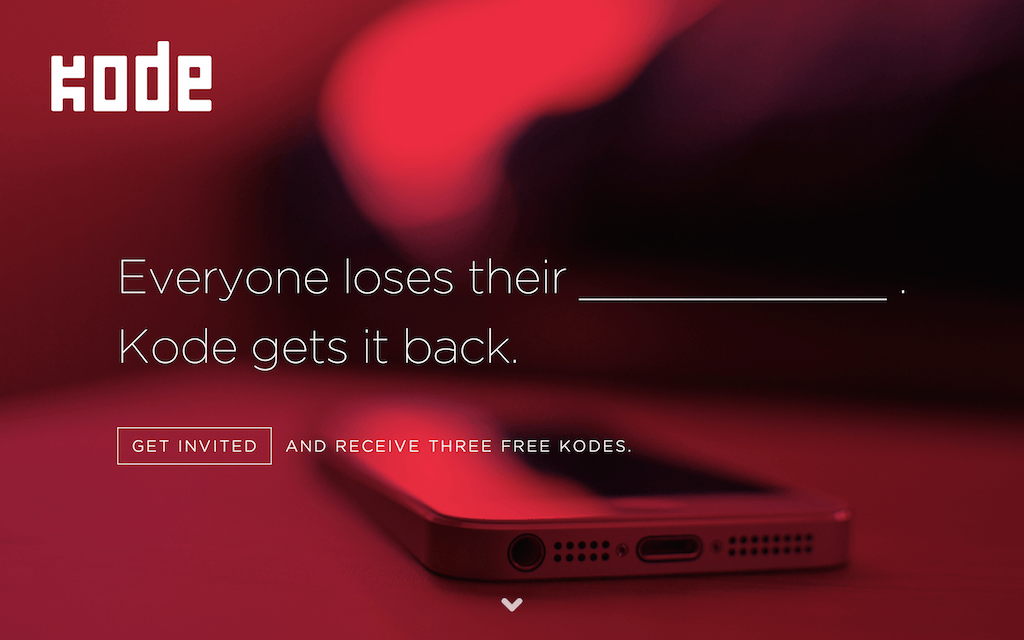 kode
Everyone loses their ______________ .
Kode gets it back.
GET INVITED AND RECEIVE THREE FREE KODES.